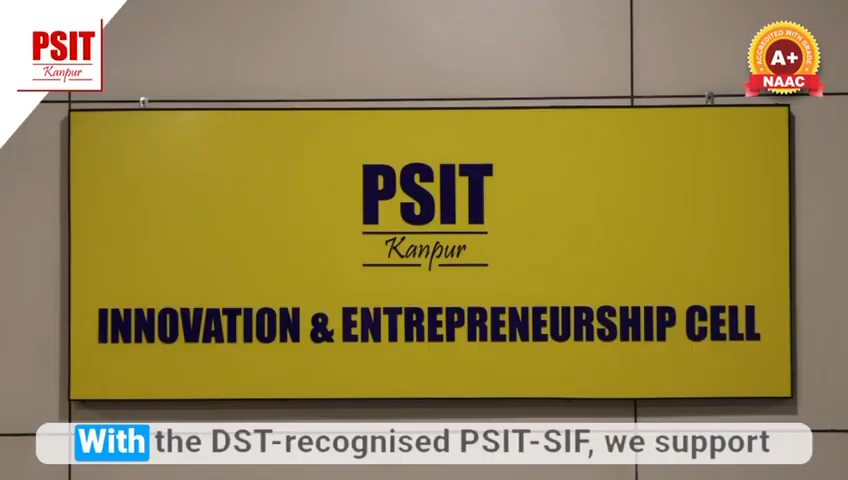 PSIT
Kanpur
ACCREDITED WITH GRADE
A+
NAAC
PSIT
Kanpur
INNOVATION & ENTREPRENEURSHIP CELL
With the DST-recognised PSIT-SIF, we support